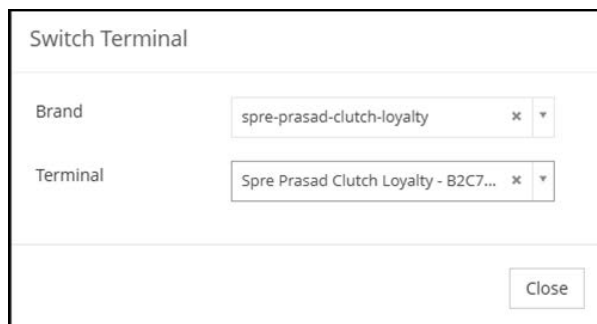 Switch Terminal
Brand
spre-prasad-clutch-loyalty
Terminal
Spre Prasad Clutch Loyalty - B2C7...
Close